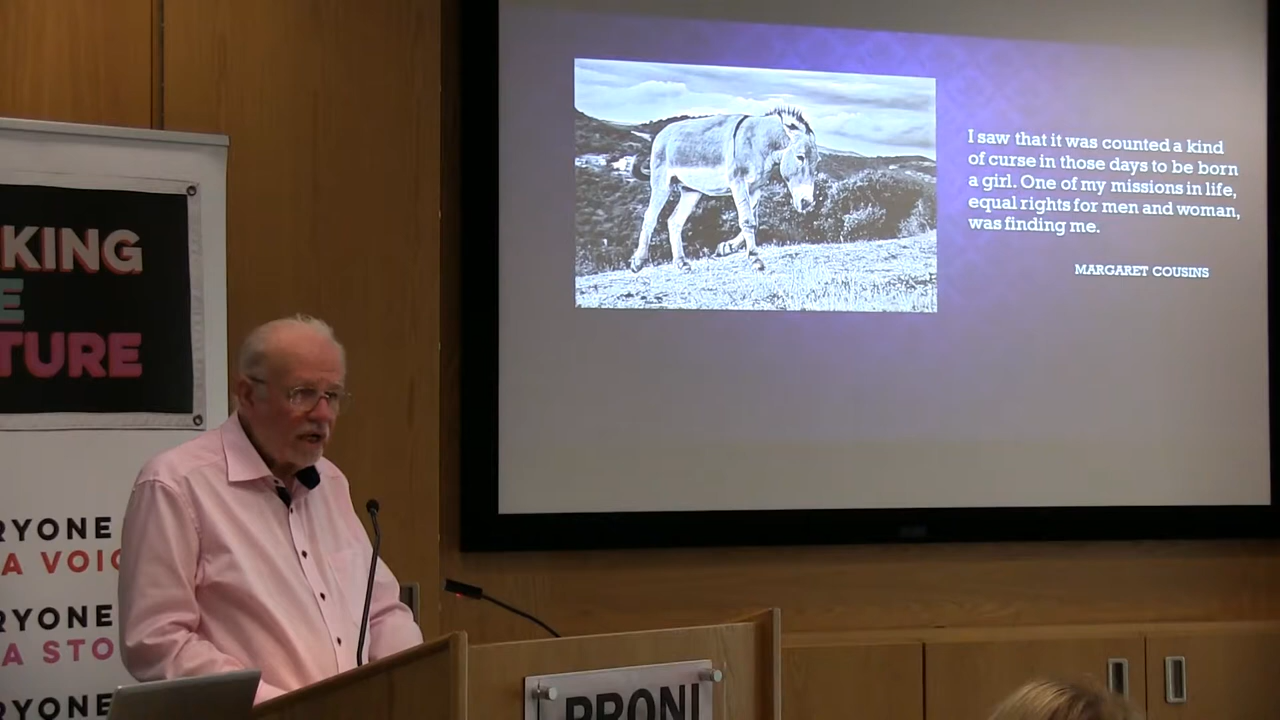 KING
E
TURE
RYONE
A VOIC
RYONE
A STO
RYONE
I saw that it was counted a kind
of curse in those days to be born
a girl. One of my missions in life,
equal rights for men and woman,
was finding me.
MARGARET COUSINS
PRONI